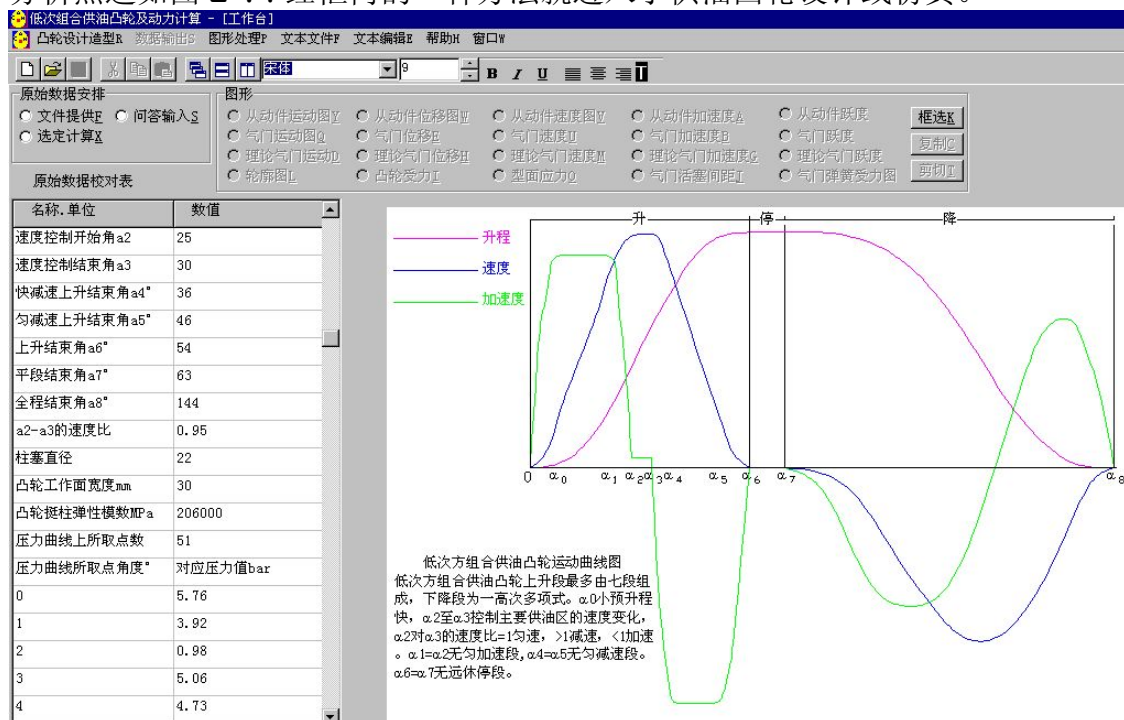 低次组合供油凸轮及动力计算 - [工作台]
凸轮设计造型R 数据输出S 图形处理P 文本文件F 文本编辑E 帮助H 窗口W
宋体 9 B I U
原始数据安排 图形
文件提供F 问答输入S 从动件运动图Y 从动件位移图W 从动件速度图V 从动件加速度A 从动件跃度 框选K
选定计算X 气门运动图Q 气门位移E 气门速度U 气门加速度B 气门跃度 复制C
理论气门运动D 理论气门位移H 理论气门速度M 理论气门加速度G 理论气门跃度
原始数据校对表 轮廓图L 凸轮受力I 型面应力O 气门活塞间距J 气门弹簧受力图 剪切T
名称.单位 数值
速度控制开始角a2 25
速度控制结束角a3 30
快减速上升结束角a4° 36
匀减速上升结束角a5° 46
上升结束角a6° 54
平段结束角a7° 63
全程结束角a8° 144
a2-a3的速度比 0.95
柱塞直径 22
凸轮工作面宽度mm 30
凸轮挺柱弹性模数MPa 206000
压力曲线上所取点数 51
压力曲线所取点角度° 对应压力值bar
0 5.76
1 3.92
2 0.98
3 5.06
4 4.73
升 停 降
升程
速度
加速度
0 α0 α1 α2α3α4 α5 α6 α7 α8
低次方组合供油凸轮运动曲线图
低次方组合供油凸轮上升段最多由七段组
成，下降段为一高次多项式。α0小预升程
快，α2至α3控制主要供油区的速度变化，
α2对α3的速度比=1匀速，>1减速，<1加速
。α1=α2无匀加速段,α4=α5无匀减速段。
α6=α7无远休停段。